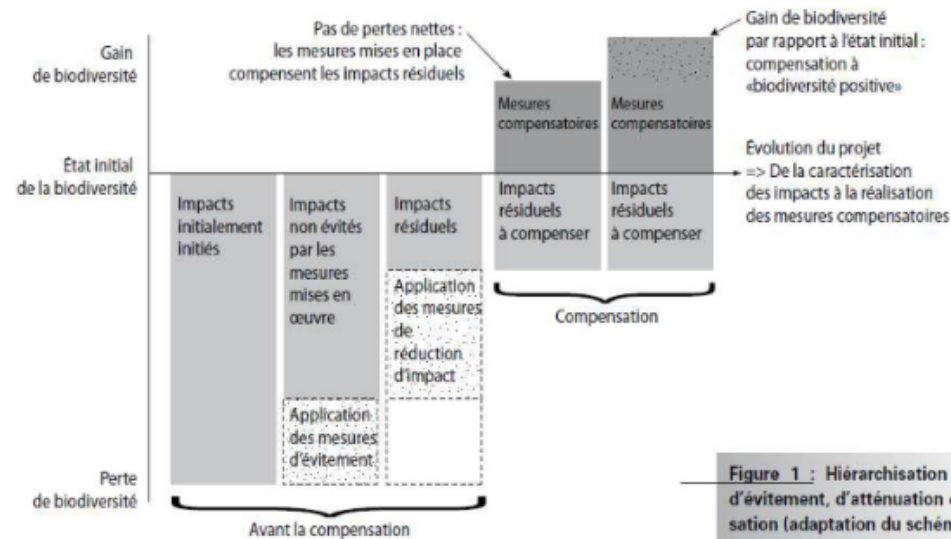 Gain
de biodiversité
Pas de pertes nettes :
les mesures mises en place
compensent les impacts résiduels
Gain de biodiversité
par rapport à l'état initial :
compensation à
«biodiversité positive»
Mesures
compensatoires
Mesures
compensatoires
État initial
de la biodiversité
Évolution du projet
=> De la caractérisation
des impacts à la réalisation
des mesures compensatoires
Impacts
initialement
initiés
Impacts
non évités
par les
mesures
mises en
œuvre
Impacts
résiduels
Impacts
résiduels
à compenser
Impacts
résiduels
à compenser
Application
des mesures
de
réduction
d'impact
Application
des mesures
d'évitement
Compensation
Perte
de biodiversité
Avant la compensation
Figure 1 : Hiérarchisation
d'évitement, d'atténuation
sation (adaptation du schém